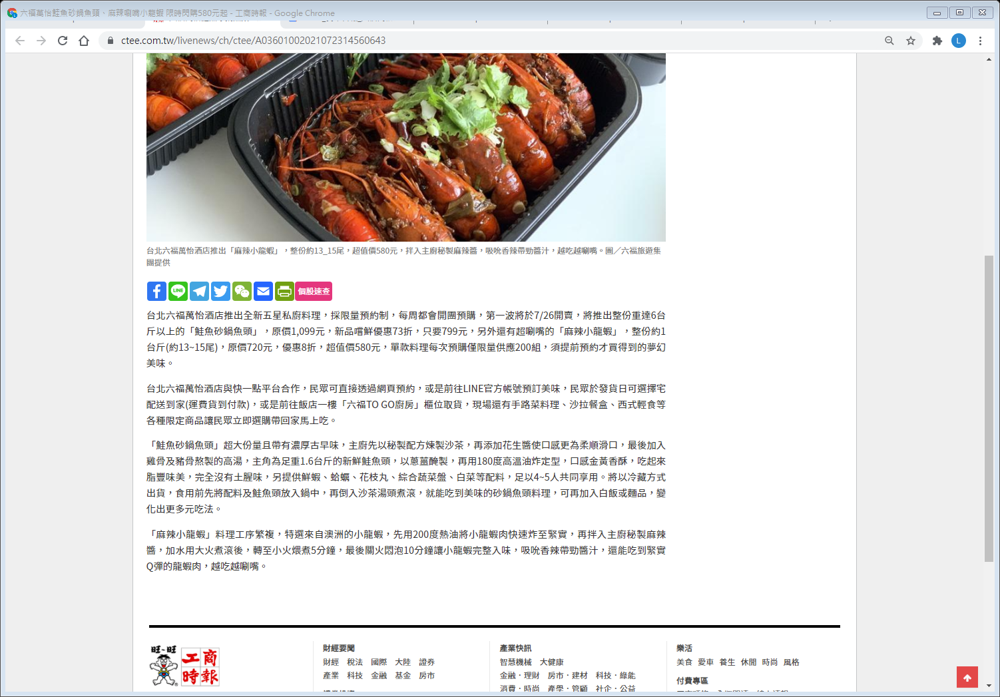 六福萬怡鮭魚砂鍋魚頭、麻辣唰嘴小龍蝦 限時閃購580元起 - 工商時報 - Google Chrome
ctee.com.tw/livenews/ch/ctee/A03601002021072314560643
L
台北六福萬怡酒店推出「麻辣小龍蝦」，整份約13_15尾，超值價580元，拌入主廚秘製麻辣醬，吸吮香辣帶勁醬汁，越吃越唰嘴。圖／六福旅遊集
團提供
LINE
個股速查
台北六福萬怡酒店推出全新五星私廚料理，採限量預約制，每周都會開團預購，第一波將於7/26開賣，將推出整份重達6台
斤以上的「鮭魚砂鍋魚頭」，原價1,099元，新品嚐鮮優惠73折，只要799元，另外還有超唰嘴的「麻辣小龍蝦」，整份約1
台斤(約13~15尾)，原價720元，優惠8折，超值價580元，單款料理每次預購僅限量供應200組，須提前預約才買得到的夢幻
美味。
台北六福萬怡酒店與快一點平台合作，民眾可直接透過網頁預約，或是前往LINE官方帳號預訂美味，民眾於發貨日可選擇宅
配送到家(運費貨到付款)，或是前往飯店一樓「六福TO GO廚房」櫃位取貨，現場還有手路菜料理、沙拉餐盒、西式輕食等
各種限定商品讓民眾立即選購帶回家馬上吃。
「鮭魚砂鍋魚頭」超大份量且帶有濃厚古早味，主廚先以秘製配方煉製沙茶，再添加花生醬使口感更為柔順滑口，最後加入
雞骨及豬骨熬製的高湯，主角為足重1.6台斤的新鮮鮭魚頭，以蔥薑醃製，再用180度高溫油炸定型，口感金黃香酥，吃起來
脂豐味美，完全沒有土腥味，另提供鮮蝦、蛤蠣、花枝丸、綜合蔬菜盤、白菜等配料，足以4~5人共同享用。將以冷藏方式
出貨，食用前先將配料及鮭魚頭放入鍋中，再倒入沙茶湯頭煮滾，就能吃到美味的砂鍋魚頭料理，可再加入白飯或麵品，變
化出更多元吃法。
「麻辣小龍蝦」料理工序繁複，特選來自澳洲的小龍蝦，先用200度熱油將小龍蝦肉快速炸至緊實，再拌入主廚秘製麻辣
醬，加水用大火煮滾後，轉至小火煨煮5分鐘，最後關火悶泡10分鐘讓小龍蝦完整入味，吸吮香辣帶勁醬汁，還能吃到緊實
Q彈的龍蝦肉，越吃越唰嘴。
旺-旺
工商時報
財經要聞
財經 稅法 國際 大陸 證券
產業 科技 金融 基金 房市
產業快訊
智慧機械 大健康
金融．理財 房市．建材 科技．綠能
消費．時尚 產學．管顧 社企．公益
樂活
美食 愛車 養生 休閒 時尚 風格
付費專區